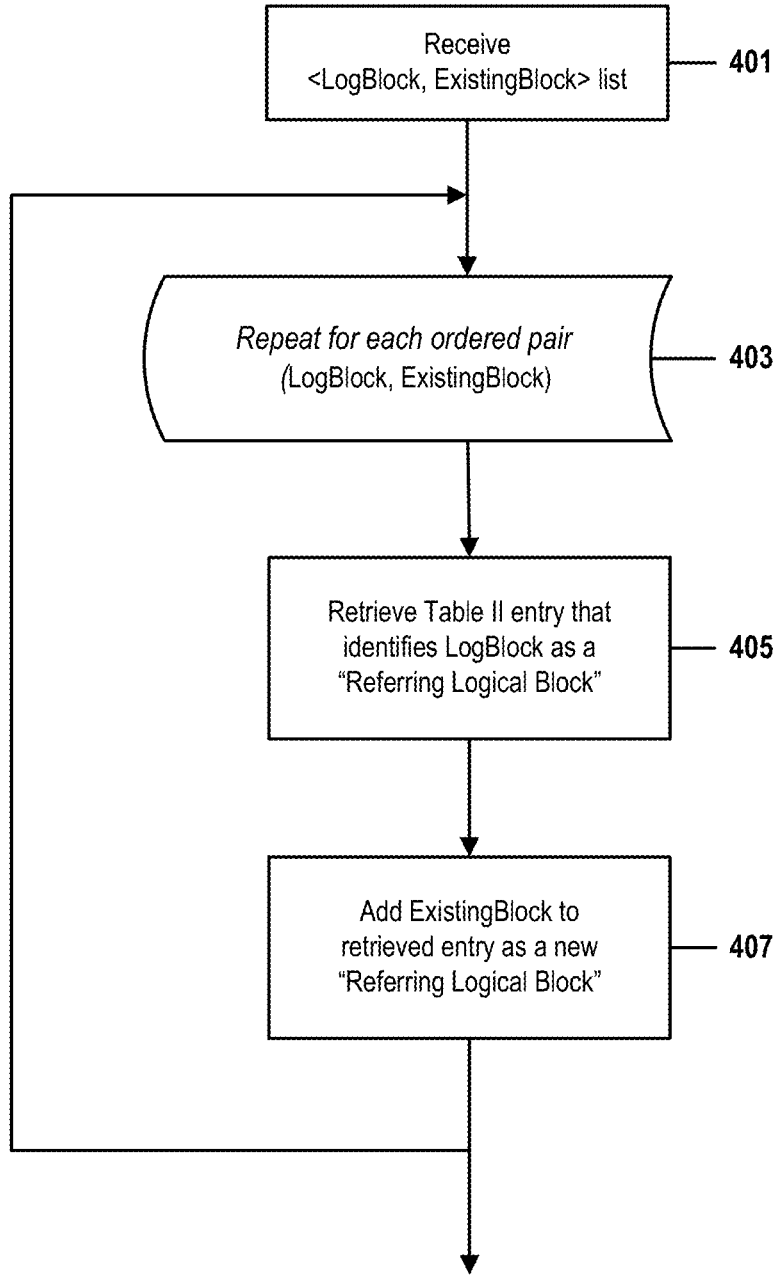 Receive
<LogBlock, ExistingBlock> list
401
Repeat for each ordered pair
(LogBlock, ExistingBlock)
403
Retrieve Table II entry that
identifies LogBlock as a
“Referring Logical Block”
405
Add ExistingBlock to
retrieved entry as a new
“Referring Logical Block”
407